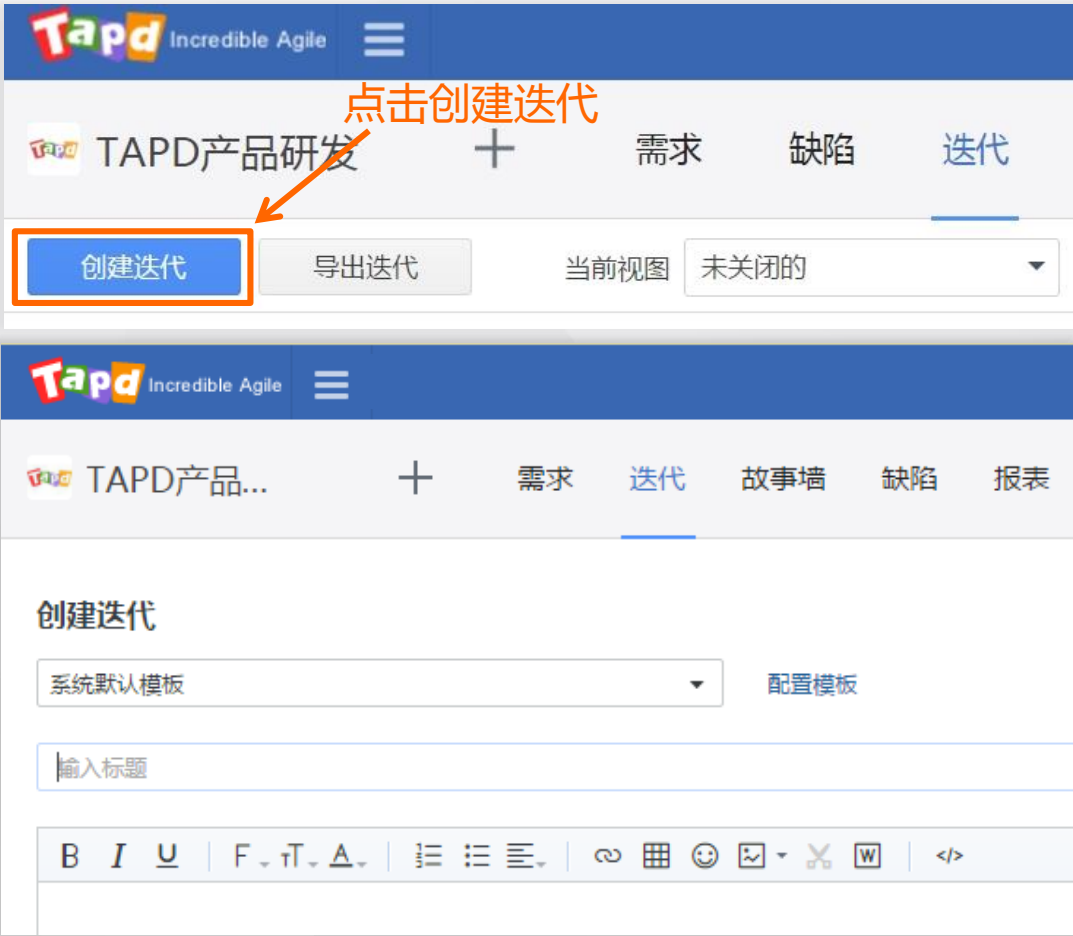 Tapd Incredible Agile
点击创建迭代
Tapd TAPD产品研发 需求 缺陷 迭代
创建迭代 导出迭代 当前视图 未关闭的
Tapd Incredible Agile
Tapd TAPD产品... 需求 迭代 故事墙 缺陷 报表
创建迭代
系统默认模板 配置模板
输入标题
B I U F T A W </>